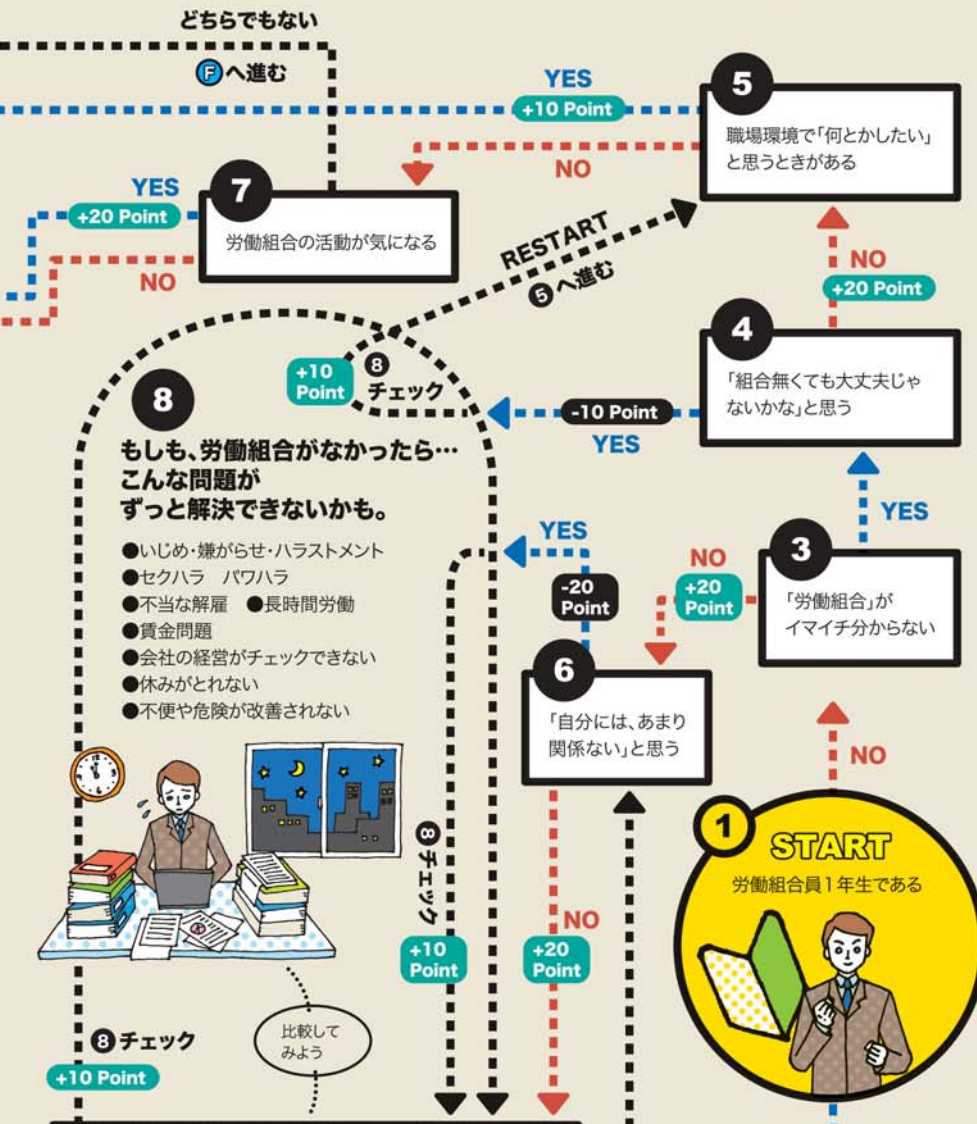 どちらでもない
Fへ進む
YES
+10 Point
NO
5
職場環境で「何とかしたい」
と思うときがある
YES
+20 Point
NO
7
労働組合の活動が気になる
RESTART
5へ進む
NO
+20 Point
4
「組合無くても大丈夫じゃ
ないかな」と思う
-10 Point
YES
+10
Point
8
チェック
8
もしも、労働組合がなかったら…
こんな問題が
ずっと解決できないかも。
●いじめ・嫌がらせ・ハラストメント
●セクハラ パワハラ
●不当な解雇 ●長時間労働
●賃金問題
●会社の経営がチェックできない
●休みがとれない
●不便や危険が改善されない
YES
3
「労働組合」が
イマイチ分からない
NO
+20
Point
YES
-20
Point
6
「自分には、あまり
関係ない」と思う
NO
1
START
労働組合員1年生である
8チェック
+10
Point
NO
+20
Point
比較して
みよう
8チェック
+10 Point